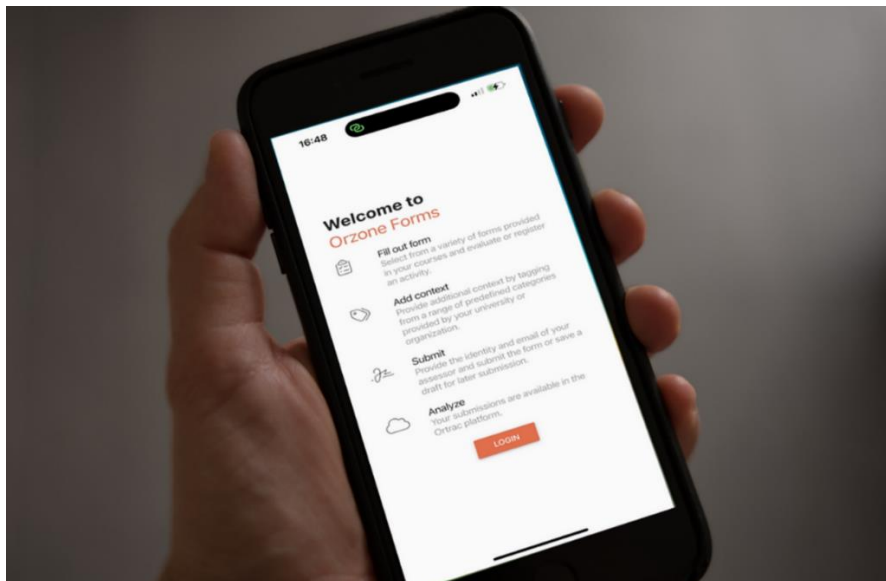 16:48
Welcome to
Orzone Forms
Fill out form
Select from a variety of forms provided
in your courses and evaluate or register
an activity.
Add context
Provide additional context by tagging
from a range of predefined categories
provided by your university or
organization.
Submit
Provide the identity and email of your
assessor and submit the form or save a
draft for later submission.
Analyze
Your submissions are available in the
Ortrac platform.
LOGIN